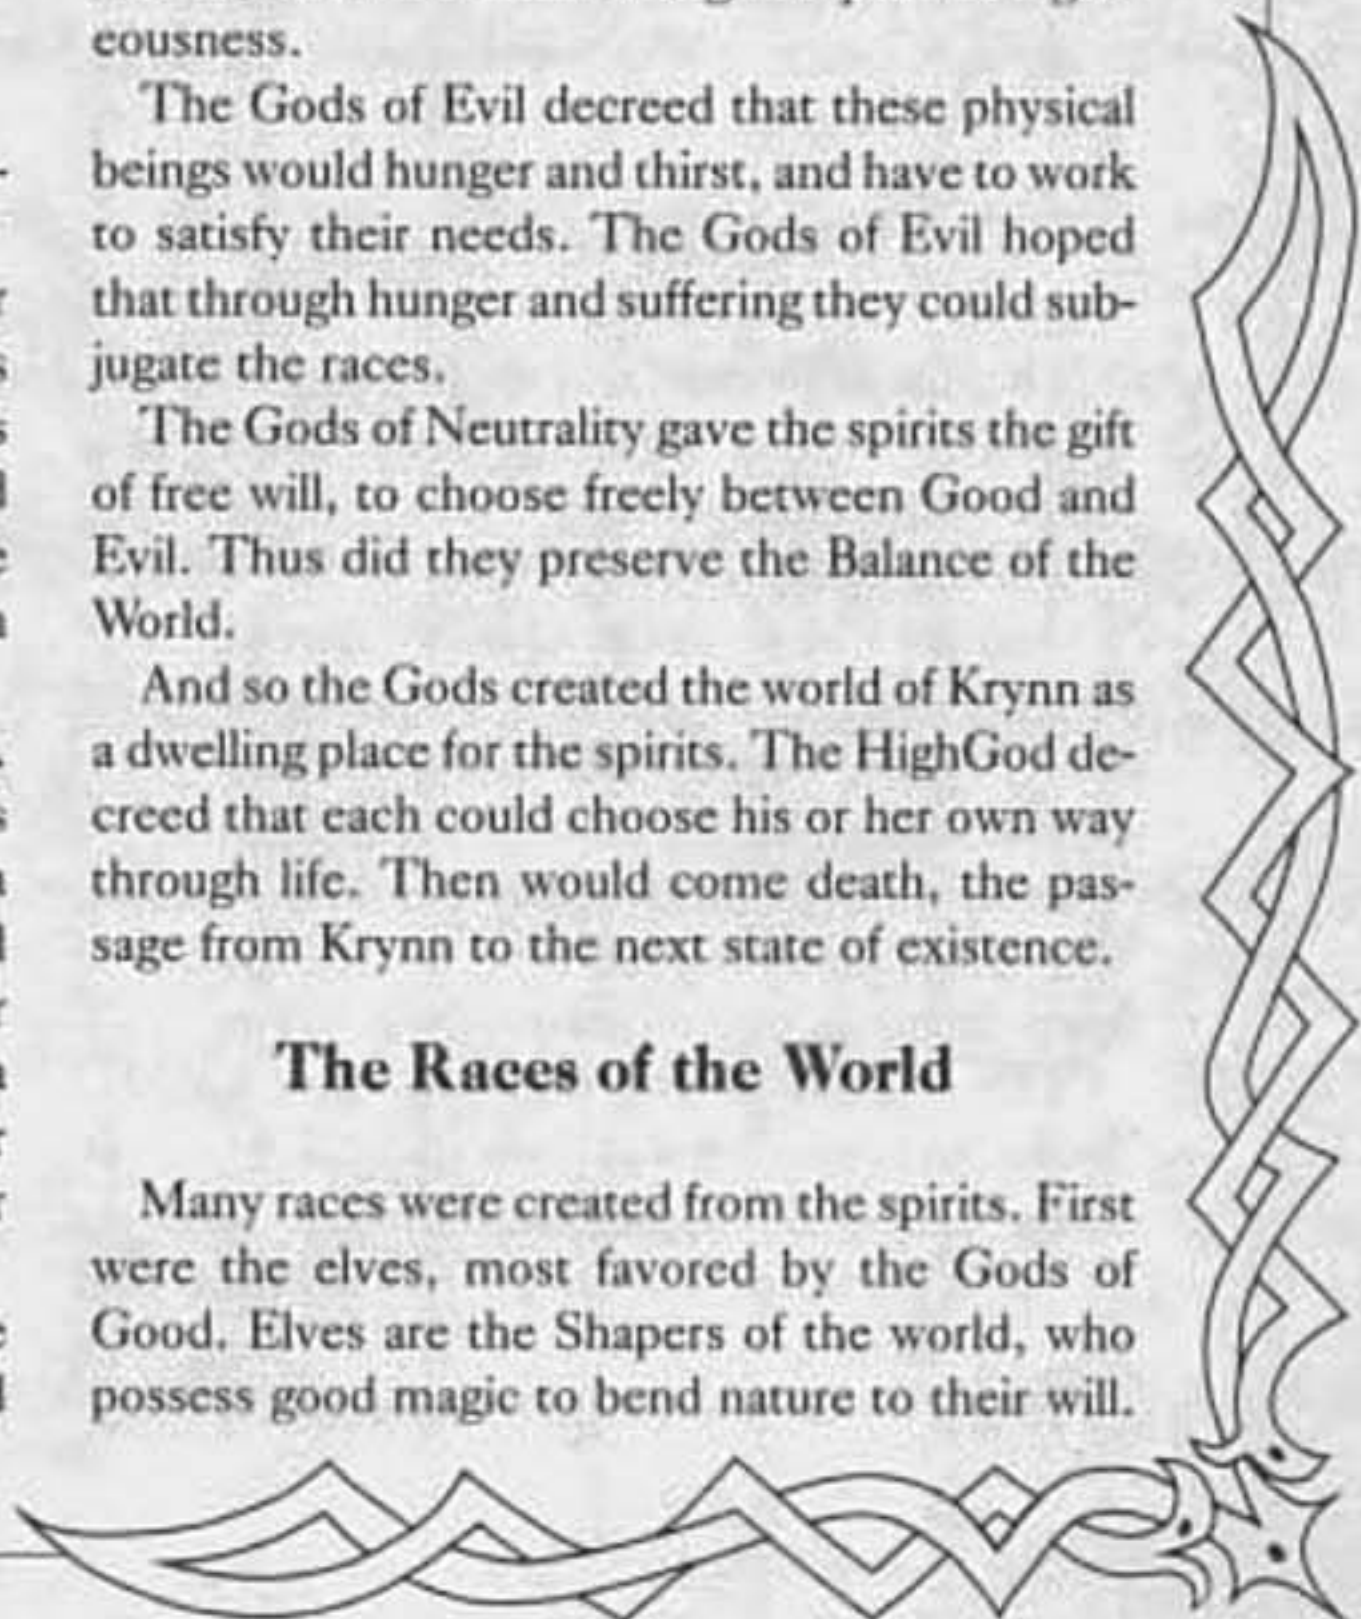 eousness.
The Gods of Evil decreed that these physical
beings would hunger and thirst, and have to work
to satisfy their needs. The Gods of Evil hoped
that through hunger and suffering they could sub-
jugate the races.
The Gods of Neutrality gave the spirits the gift
of free will, to choose freely between Good and
Evil. Thus did they preserve the Balance of the
World.
And so the Gods created the world of Krynn as
a dwelling place for the spirits. The HighGod de-
creed that each could choose his or her own way
through life. Then would come death, the pas-
sage from Krynn to the next state of existence.
The Races of the World
Many races were created from the spirits. First
were the elves, most favored by the Gods of
Good. Elves are the Shapers of the world, who
possess good magic to bend nature to their will.